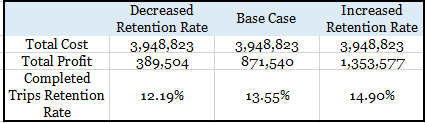 Decreased Retention Rate Base Case Increased Retention Rate
Total Cost 3,948,823 3,948,823 3,948,823
Total Profit 389,504 871,540 1,353,577
Completed Trips Retention Rate 12.19% 13.55% 14.90%